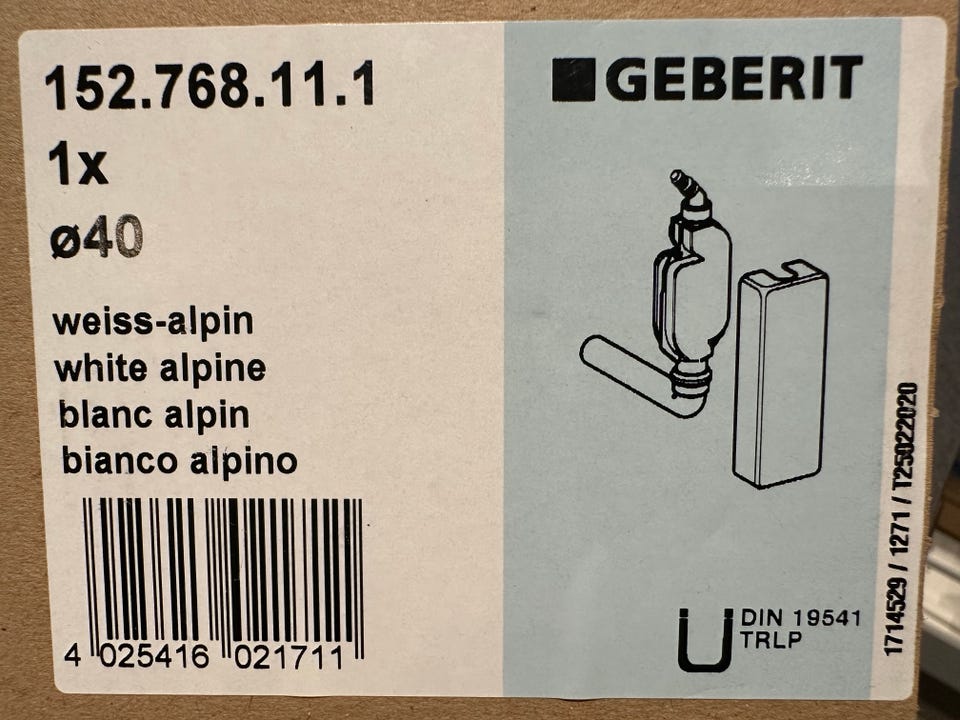 152.768.11.1
1x
ø40
weiss-alpin
white alpine
blanc alpin
bianco alpino
4 025416 021711
GEBERIT
DIN 19541
TRLP
1714529 / 1271 / T25022020